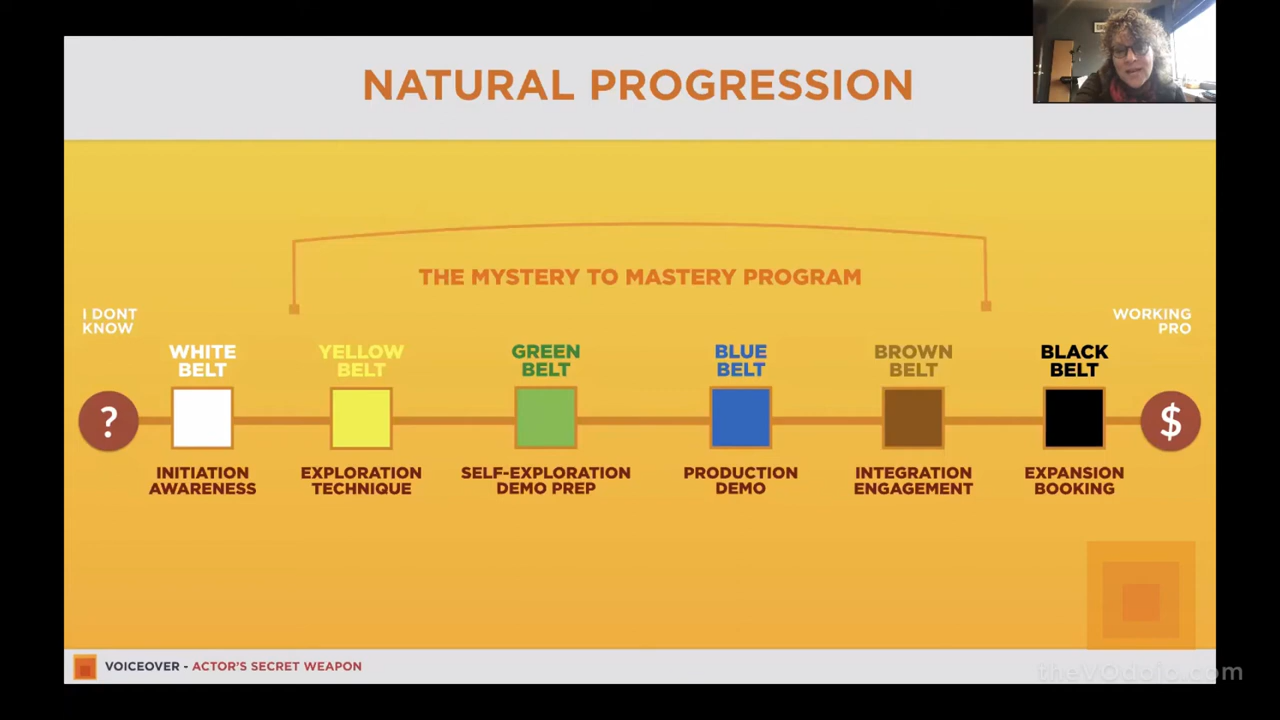 NATURAL PROGRESSION
THE MYSTERY TO MASTERY PROGRAM
I DONT
KNOW
WORKING
PRO
WHITE
BELT
YELLOW
BELT
GREEN
BELT
BLUE
BELT
BROWN
BELT
BLACK
BELT
?
$
INITIATION
AWARENESS
EXPLORATION
TECHNIQUE
SELF-EXPLORATION
DEMO PREP
PRODUCTION
DEMO
INTEGRATION
ENGAGEMENT
EXPANSION
BOOKING
VOICEOVER - ACTOR'S SECRET WEAPON
theVOdojo.com